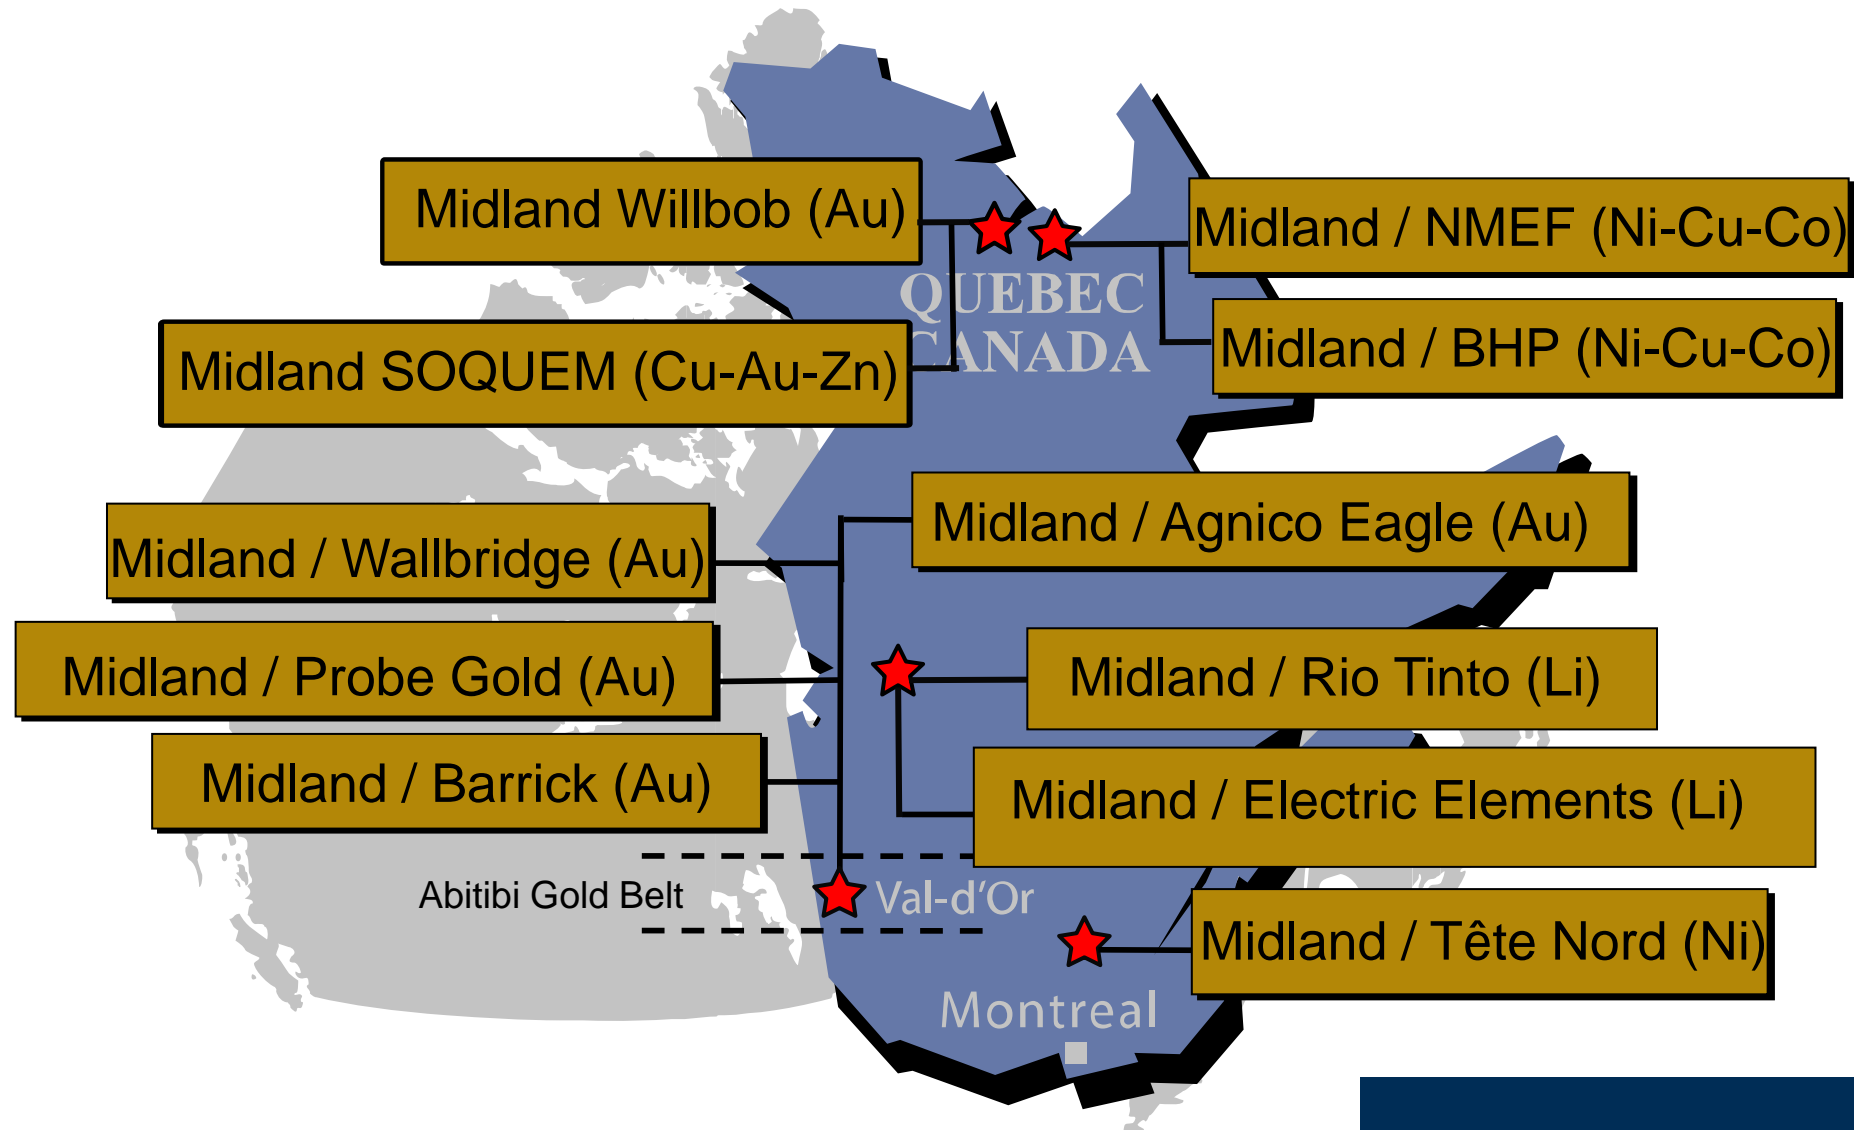 Midland Willbob (Au)
Midland / NMEF (Ni-Cu-Co)
QUEBEC
CANADA
Midland SOQUEM (Cu-Au-Zn)
Midland / BHP (Ni-Cu-Co)
Midland / Agnico Eagle (Au)
Midland / Wallbridge (Au)
Midland / Probe Gold (Au)
Midland / Rio Tinto (Li)
Midland / Barrick (Au)
Midland / Electric Elements (Li)
Abitibi Gold Belt
Val-d'Or
Midland / Tête Nord (Ni)
Montreal